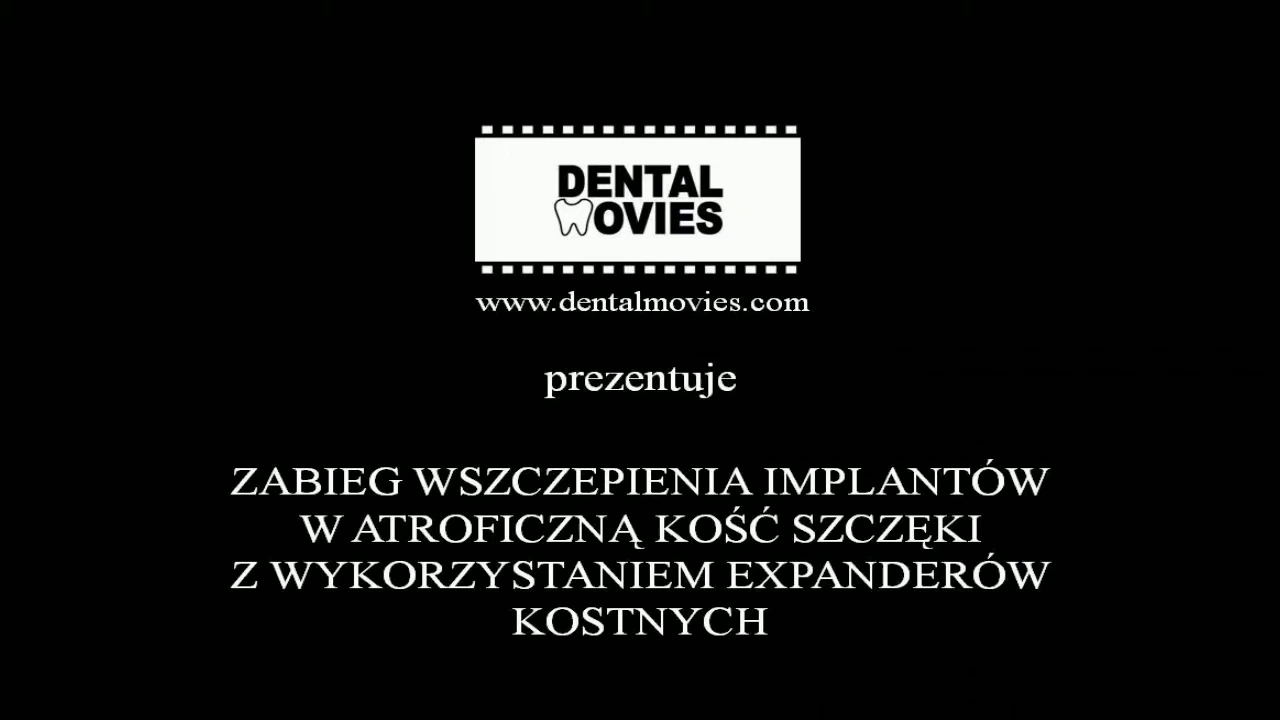 DENTAL
MOVIES
www.dentalmovies.com
prezentuje
ZABIEG WSZCZEPIENIA IMPLANTÓW
W ATROFICZNĄ KOŚĆ SZCZĘKI
Z WYKORZYSTANIEM EXPANDERÓW
KOSTNYCH